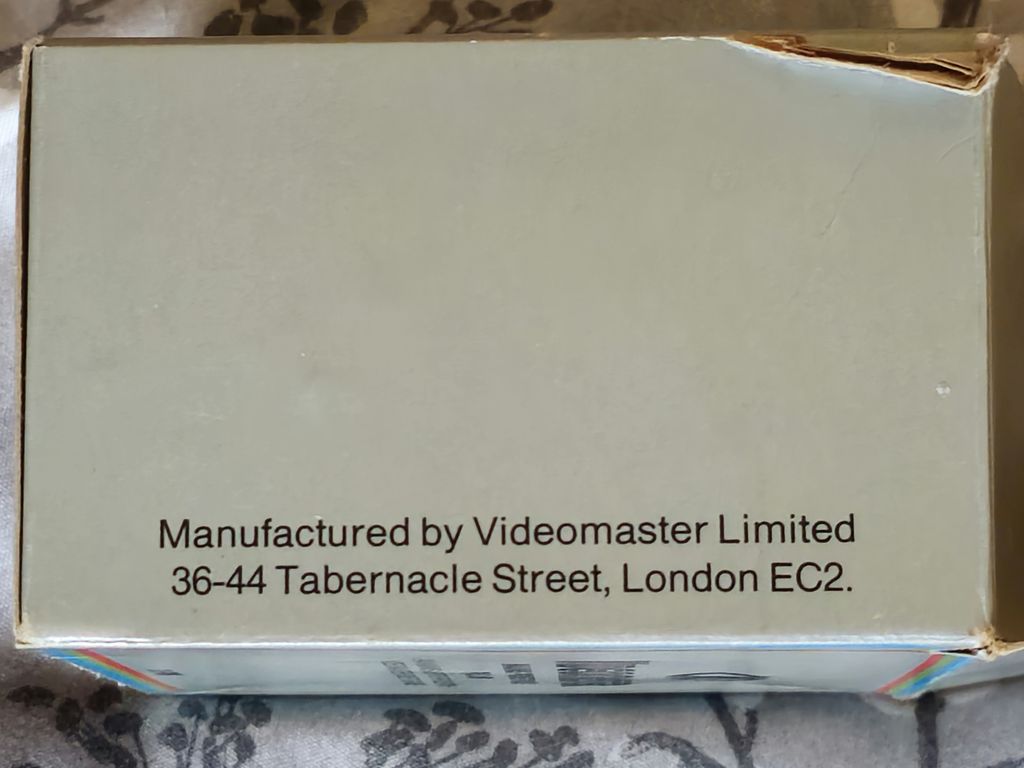 Manufactured by Videomaster Limited
36-44 Tabernacle Street, London EC2.